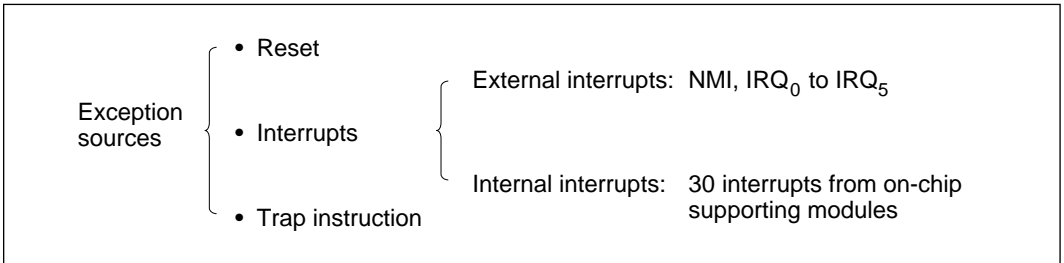 Exception sources
• Reset
• Interrupts
External interrupts: NMI, IRQ0 to IRQ5
Internal interrupts: 30 interrupts from on-chip
supporting modules
• Trap instruction